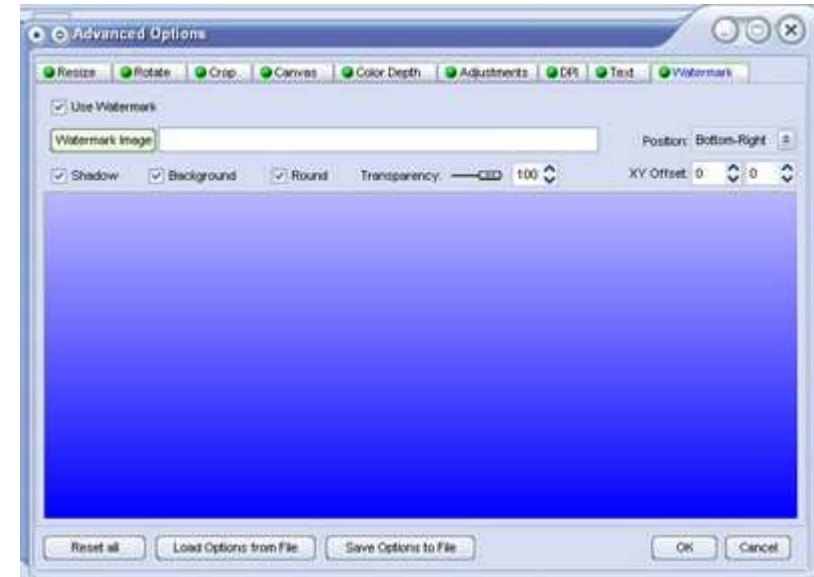 Advanced Options
Resize Rotate Crop Canvas Color Depth Adjustments DPI Text Watermark
Use Watermark
Watermark Image Position: Bottom-Right
Shadow Background Round Transparency: 100 XY Offset: 0 0
Reset all Load Options from File Save Options to File OK Cancel